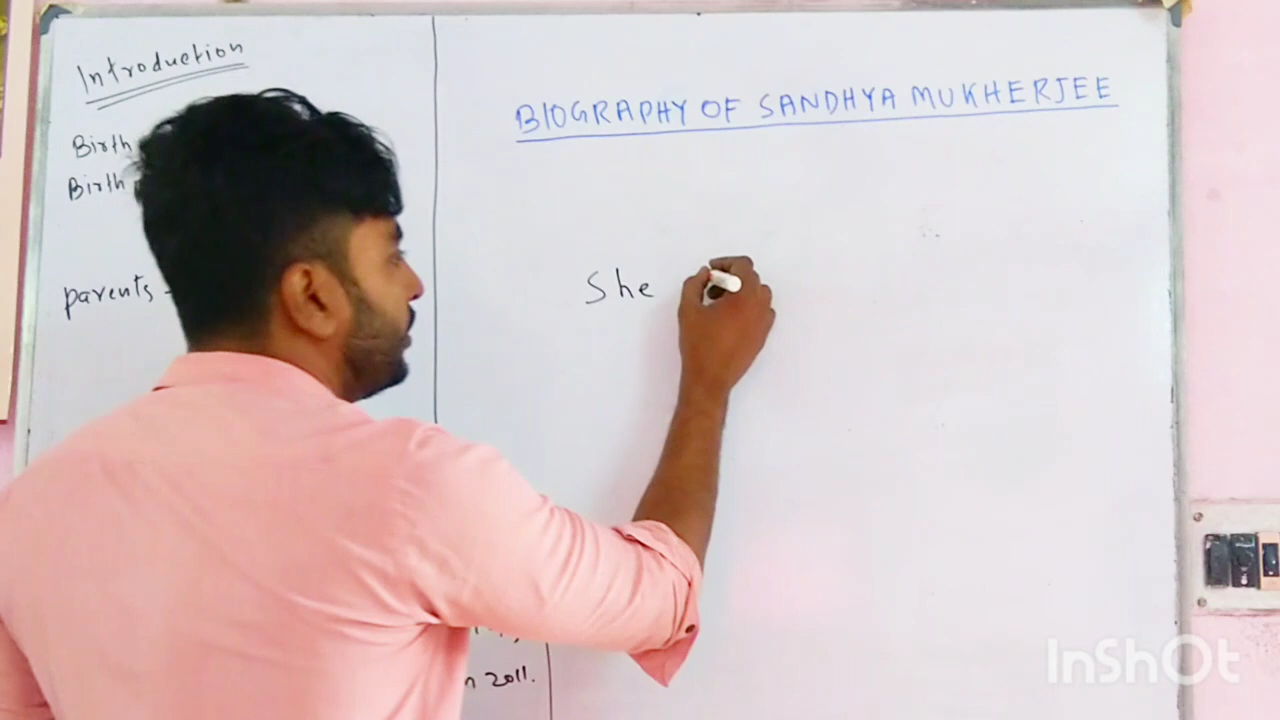 Introduction
Birth
Birth
parents -
2011.
BIOGRAPHY OF SANDHYA MUKHERJEE
She
InShOt